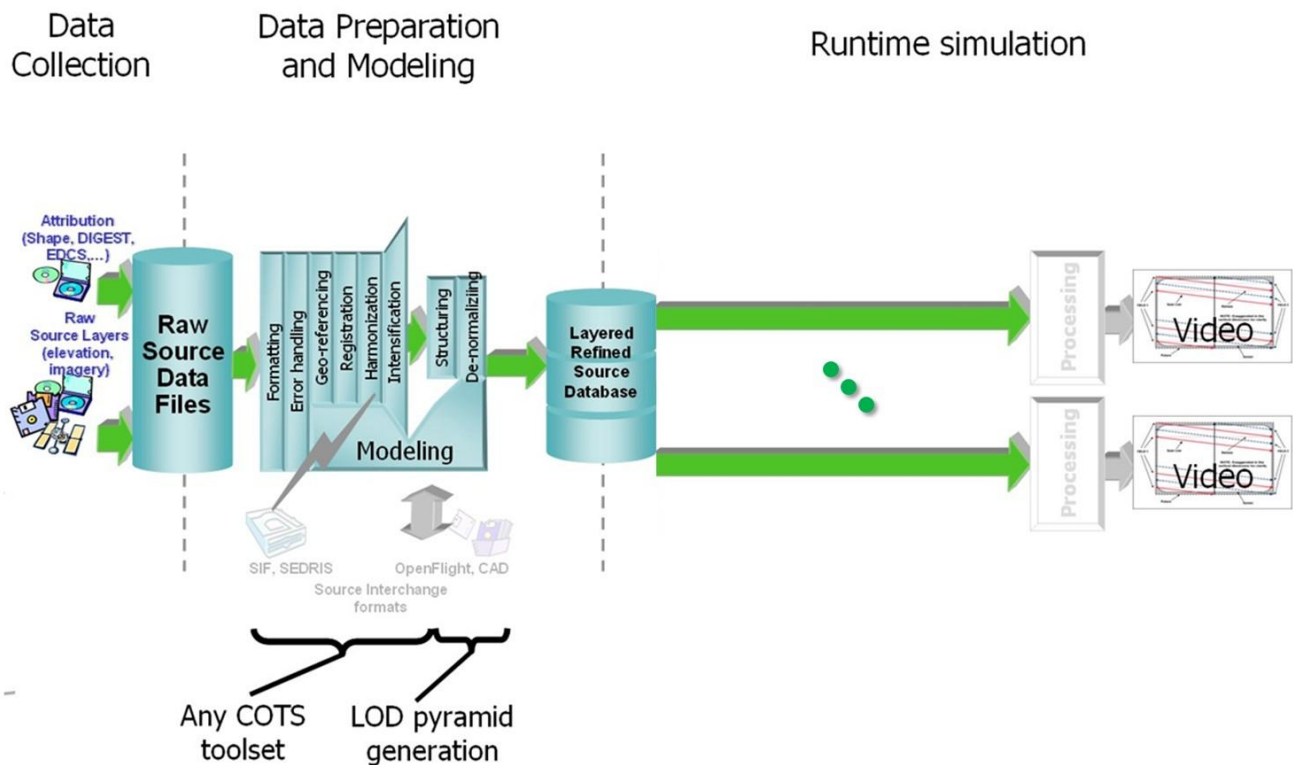 Data
Collection
Data Preparation
and Modeling
Runtime simulation
Attribution
(Shape, DIGEST,
EDCS,...)
Raw
Source Layers
(elevation,
imagery)
Raw
Source
Data
Files
Formatting
Error handling
Geo-referencing
Registration
Harmonization
Intensification
Structuring
De-normalizing
Modeling
Layered
Refined
Source
Database
Processing
Video
Processing
Video
SIF, SEDRIS
OpenFlight, CAD
Source Interchange
formats
Any COTS
toolset
LOD pyramid
generation